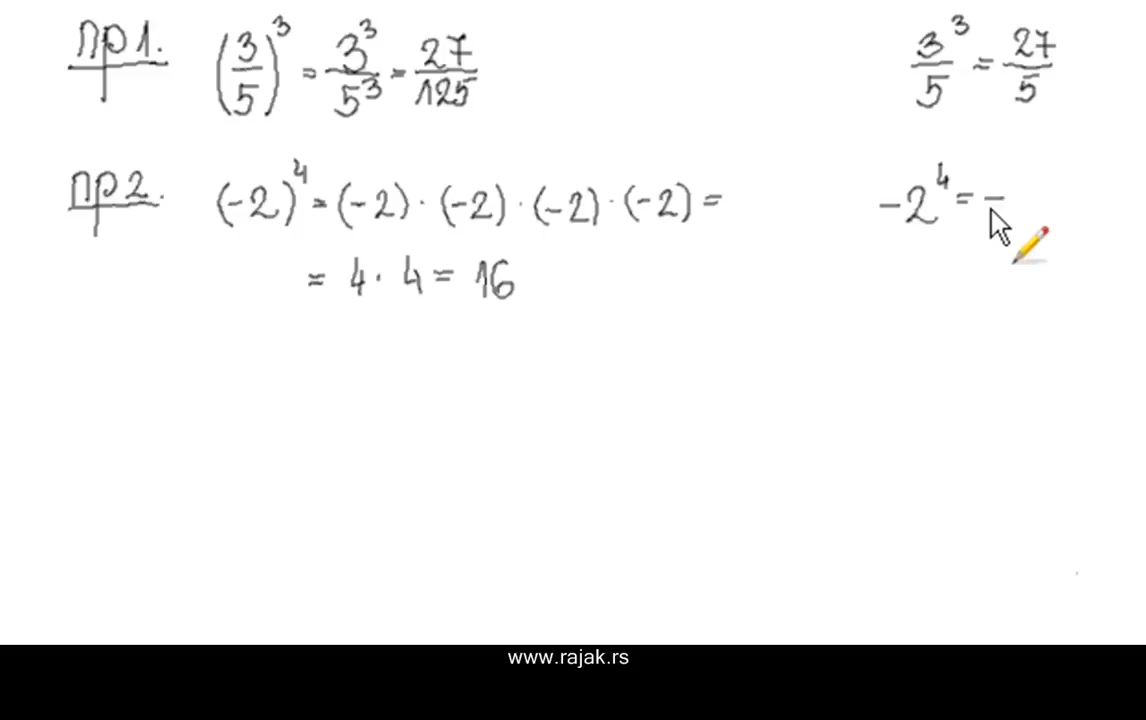 Пр1. (3/5)³ = 3³/5³ = 27/125 3³/5 = 27/5
Пр2. (-2)⁴ = (-2) · (-2) · (-2) · (-2) = -2⁴ = -
= 4 · 4 = 16
www.rajak.rs